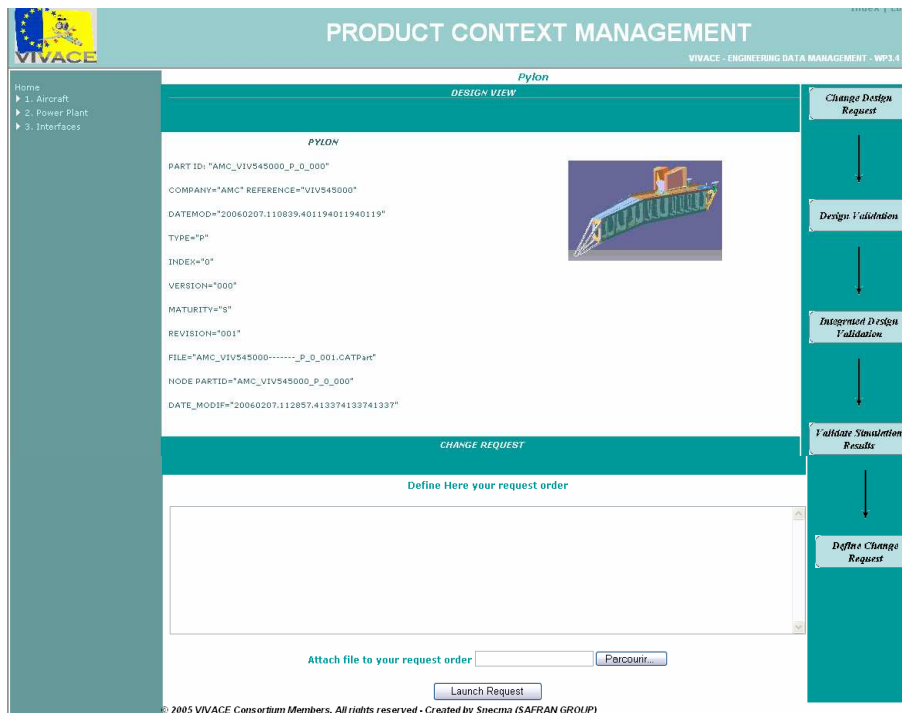 Index |
VIVACE
PRODUCT CONTEXT MANAGEMENT
VIVACE - ENGINEERING DATA MANAGEMENT - WP3.4
Home
1. Aircraft
2. Power Plant
3. Interfaces
Pylon
DESIGN VIEW
PYLON
PART ID: "AMC_VIV545000_P_0_000"
COMPANY="AMC" REFERENCE="VIV545000"
DATEMOD="20060207.110839.401194011940119"
TYPE="P"
INDEX="0"
VERSION="000"
MATURITY="S"
REVISION="001"
FILE="AMC_VIV545000-------_P_0_001.CATPart"
NODE PARTID="AMC_VIV545000_P_0_000"
DATE_MODIF="20060207.112857.413374133741337"
CHANGE REQUEST
Define Here your request order
Attach file to your request order
Parcourir...
Launch Request
© 2005 VIVACE Consortium Members. All rights reserved - Created by Snecma (SAFRAN GROUP)
Change Design
Request
Design Validation
Integrated Design
Validation
Validate Simulation
Results
Define Change
Request